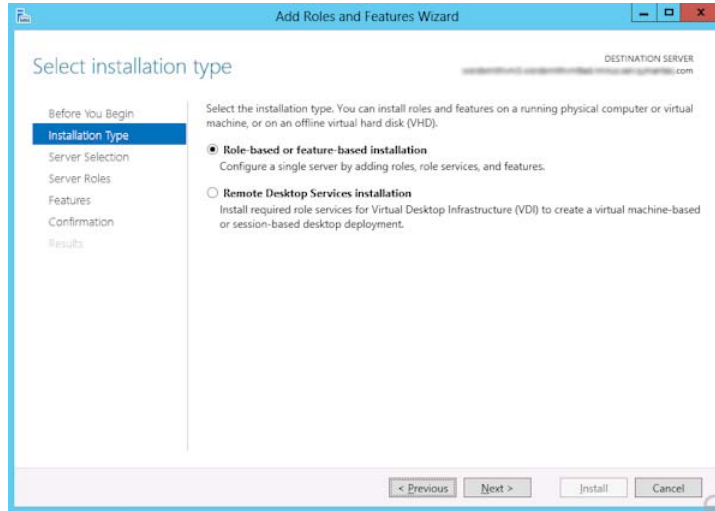 Add Roles and Features Wizard
Select installation type
DESTINATION SERVER
.com
Before You Begin
Installation Type
Server Selection
Server Roles
Features
Confirmation
Results
Select the installation type. You can install roles and features on a running physical computer or virtual
machine, or on an offline virtual hard disk (VHD).
Role-based or feature-based installation
Configure a single server by adding roles, role services, and features.
Remote Desktop Services installation
Install required role services for Virtual Desktop Infrastructure (VDI) to create a virtual machine-based
or session-based desktop deployment.
< Previous
Next >
Install
Cancel